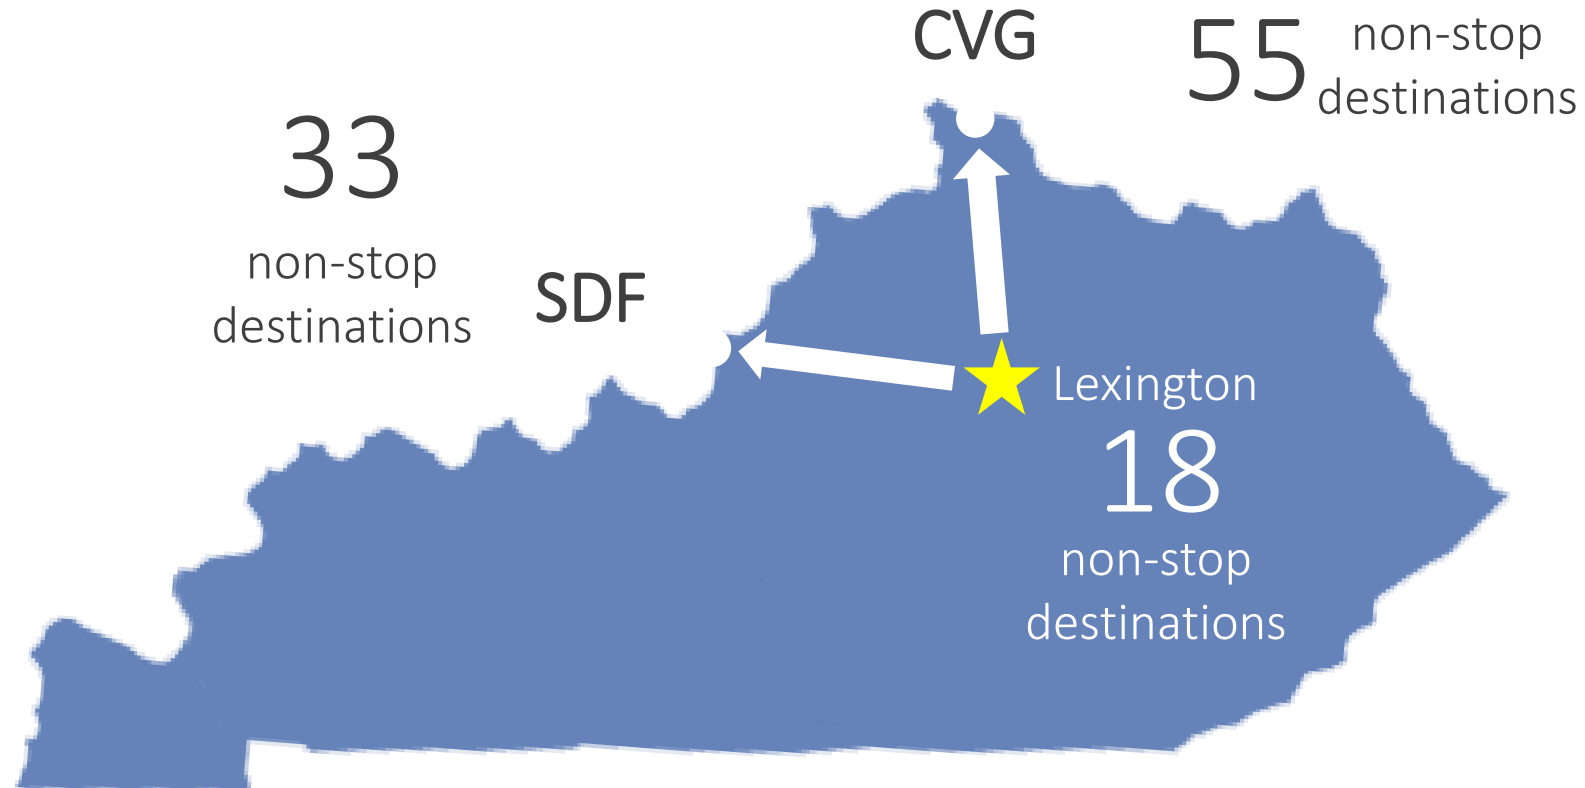 CVG
55
non-stop
destinations
33
non-stop
destinations
SDF
Lexington
18
non-stop
destinations